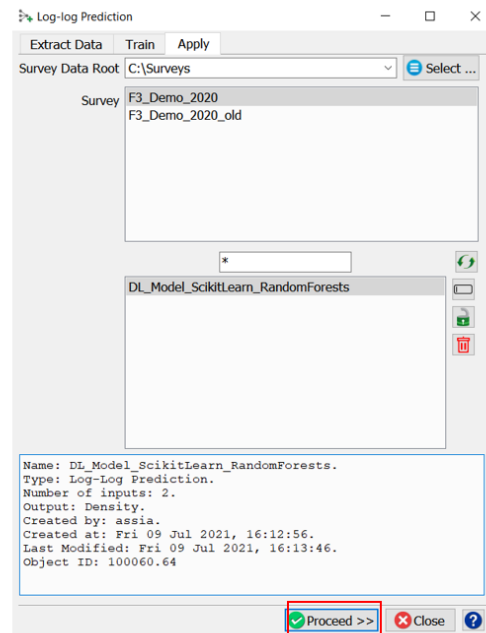 Log-log Prediction
Extract Data Train Apply
Survey Data Root C:\Surveys Select ...
Survey F3_Demo_2020
F3_Demo_2020_old
*
DL_Model_ScikitLearn_RandomForests
Name: DL_Model_ScikitLearn_RandomForests.
Type: Log-Log Prediction.
Number of inputs: 2.
Output: Density.
Created by: assia.
Created at: Fri 09 Jul 2021, 16:12:56.
Last Modified: Fri 09 Jul 2021, 16:13:46.
Object ID: 100060.64
Proceed >> Close ?